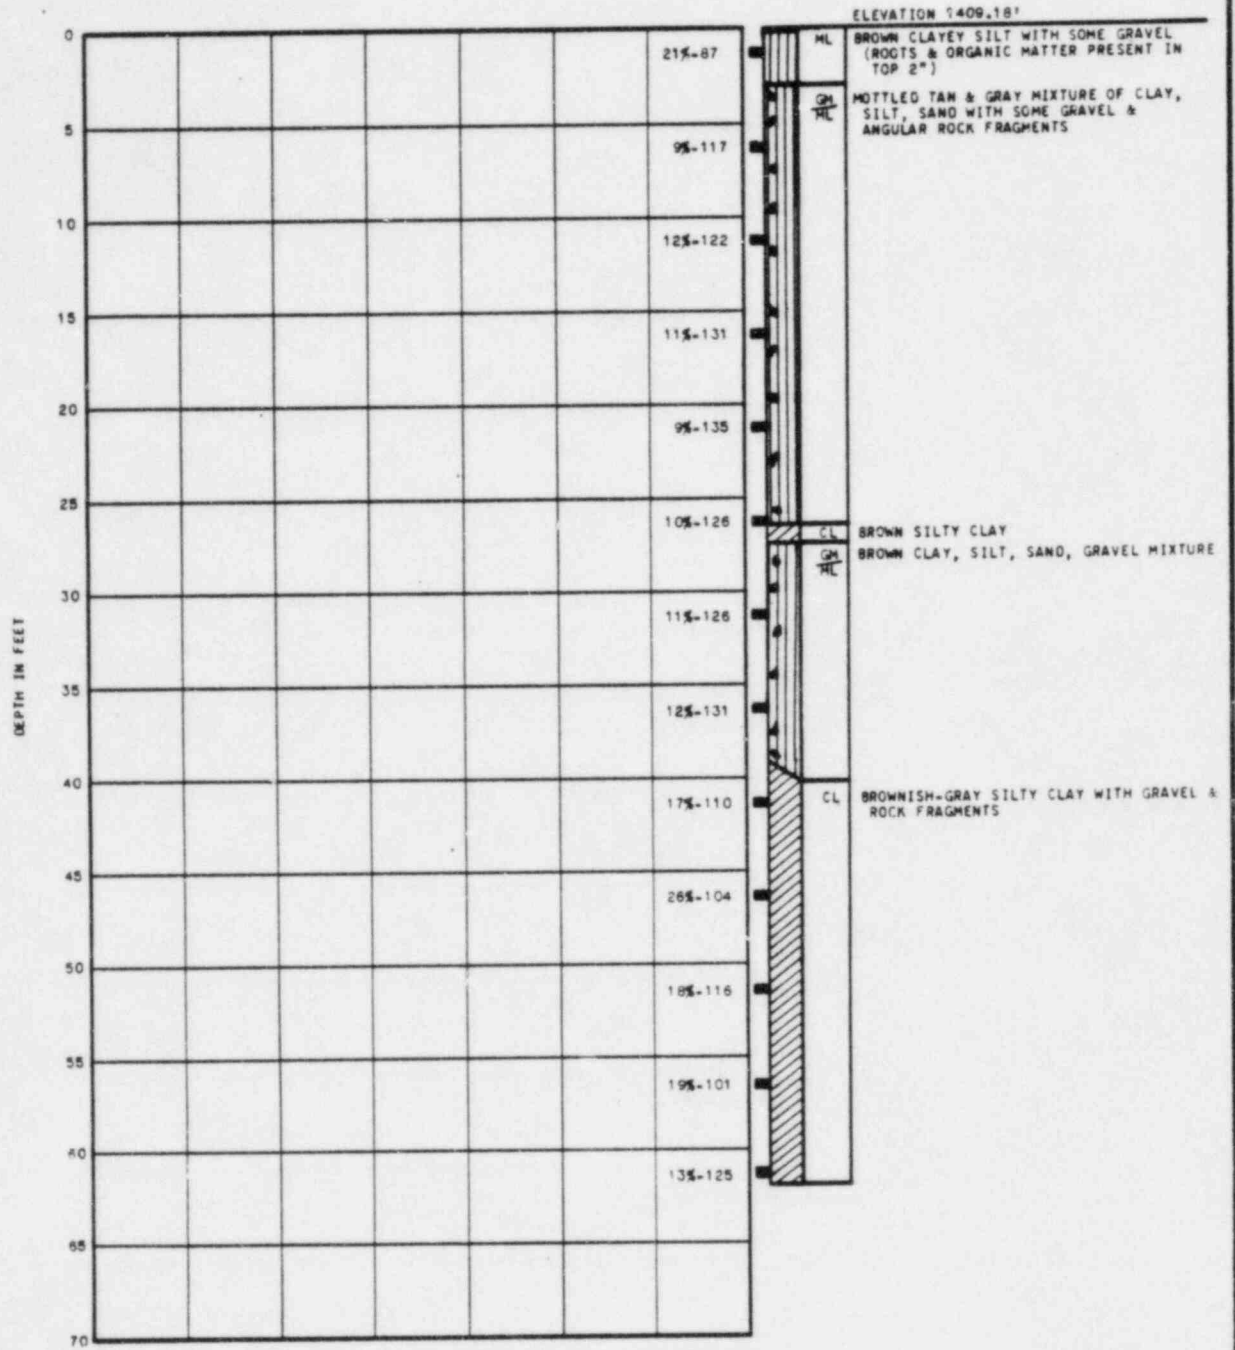 ELEVATION 409.18'
0
21%-87
ML
BROWN CLAYEY SILT WITH SOME GRAVEL
(ROOTS & ORGANIC MATTER PRESENT IN
TOP 2")
GM
ML
MOTTLED TAN & GRAY MIXTURE OF CLAY,
SILT, SAND WITH SOME GRAVEL &
ANGULAR ROCK FRAGMENTS
5
9%-117
10
12%-122
15
11%-131
20
9%-135
25
10%-126
CL
BROWN SILTY CLAY
GM
ML
BROWN CLAY, SILT, SAND, GRAVEL MIXTURE
30
11%-126
DEPTH IN FEET
35
12%-131
40
17%-110
CL
BROWNISH-GRAY SILTY CLAY WITH GRAVEL &
ROCK FRAGMENTS
45
26%-104
50
18%-116
55
19%-101
60
13%-125
65
70